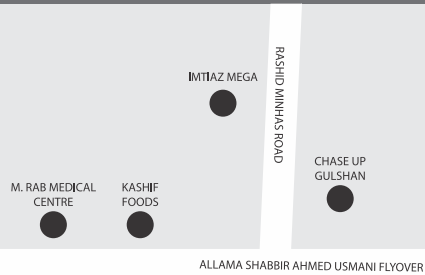 IMTIAZ MEGA
RASHID MINHAS ROAD
CHASE UP
GULSHAN
M. RAB MEDICAL
CENTRE
KASHIF
FOODS
ALLAMA SHABBIR AHMED USMANI FLYOVER